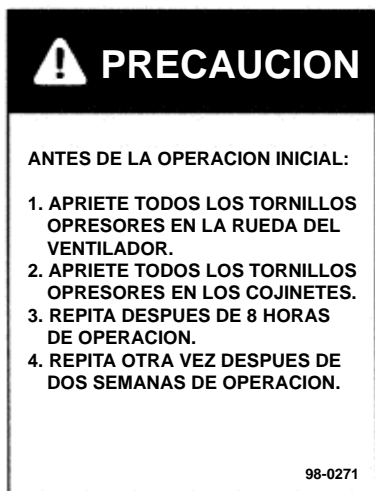 PRECAUCION
ANTES DE LA OPERACION INICIAL:
1. APRIETE TODOS LOS TORNILLOS
OPRESORES EN LA RUEDA DEL
VENTILADOR.
2. APRIETE TODOS LOS TORNILLOS
OPRESORES EN LOS COJINETES.
3. REPITA DESPUES DE 8 HORAS
DE OPERACION.
4. REPITA OTRA VEZ DESPUES DE
DOS SEMANAS DE OPERACION.
98-0271